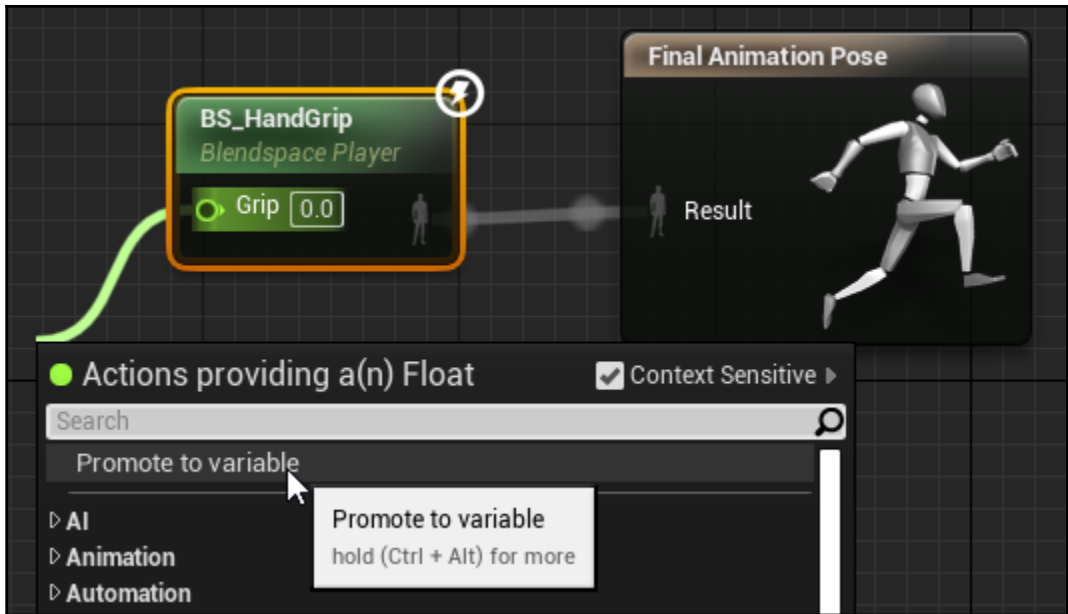 Final Animation Pose
BS_HandGrip
Blendspace Player
Grip 0.0
Result
Actions providing a(n) Float
Context Sensitive
Search
Promote to variable
AI
Promote to variable
Animation
hold (Ctrl + Alt) for more
Automation